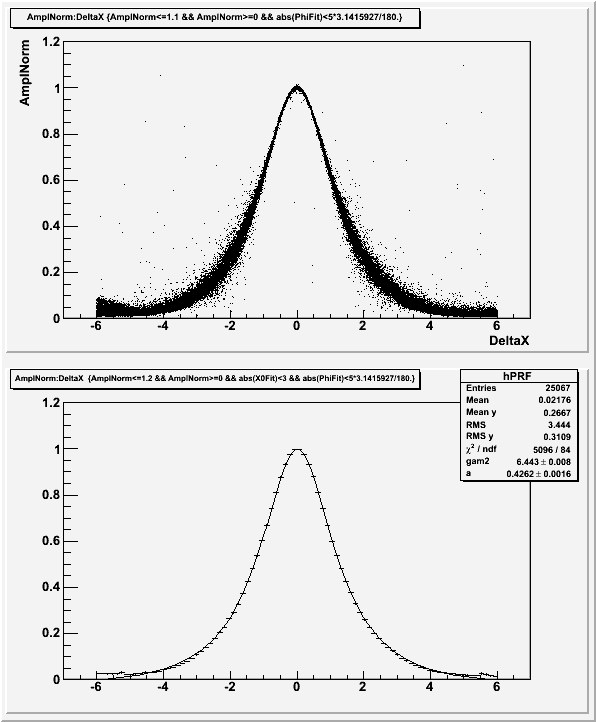 AmplNorm:DeltaX {AmplNorm<=1.1 && AmplNorm>=0 && abs(PhiFit)<5*3.1415927/180.}
AmplNorm
1.2
1
0.8
0.6
0.4
0.2
0
-6 -4 -2 0 2 4 6
DeltaX
AmplNorm:DeltaX {AmplNorm<=1.2 && AmplNorm>=0 && abs(X0Fit)<3 && abs(PhiFit)<5*3.1415927/180.}
hPRF
Entries 25067
Mean 0.02176
Mean y 0.2667
RMS 3.444
RMS y 0.3109
χ² / ndf 5096 / 84
gam2 6.443 ± 0.008
a 0.4262 ± 0.0016
1.2
1
0.8
0.6
0.4
0.2
0
-6 -4 -2 0 2 4 6